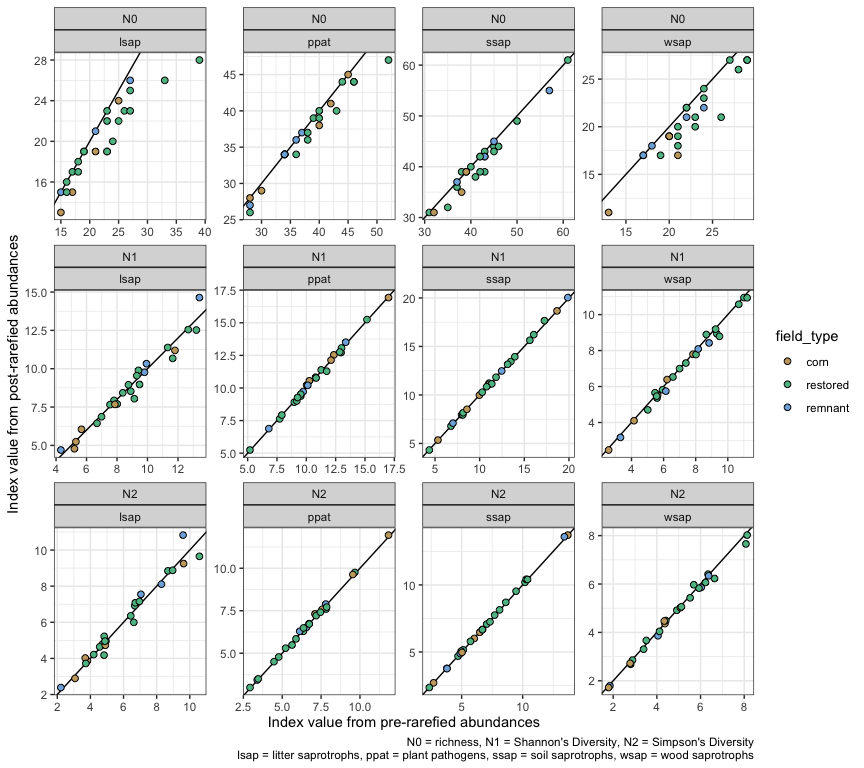 N0 N0 N0 N0
lsap ppat ssap wsap
28 24 20 16
45 40 35 30 25
60 50 40 30
25 20 15
15 20 25 30 35 40
30 35 40 45 50
30 40 50 60
15 20 25
N1 N1 N1 N1
lsap ppat ssap wsap
15.0 12.5 10.0 7.5 5.0
17.5 15.0 12.5 10.0 7.5 5.0
20 15 10 5
10 8 6 4
4 6 8 10 12
5.0 7.5 10.0 12.5 15.0 17.5
5 10 15 20
4 6 8 10
N2 N2 N2 N2
lsap ppat ssap wsap
10 8 6 4 2
10.0 7.5 5.0
10 5
8 6 4 2
2 4 6 8 10
2.5 5.0 7.5 10.0
5 10
2 4 6 8
Index value from post-rarefied abundances
Index value from pre-rarefied abundances
field_type
corn
restored
remnant
N0 = richness, N1 = Shannon's Diversity, N2 = Simpson's Diversity
lsap = litter saprotrophs, ppat = plant pathogens, ssap = soil saprotrophs, wsap = wood saprotrophs